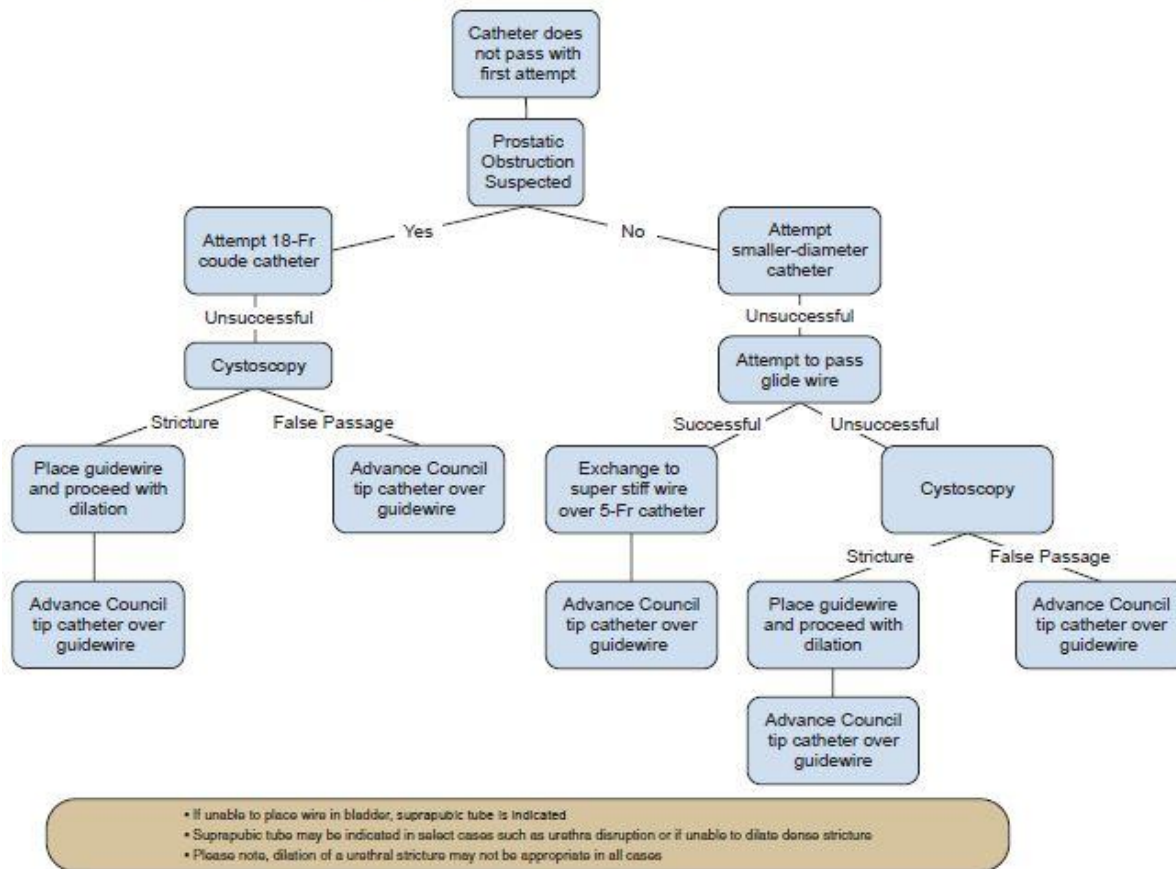 Catheter does
not pass with
first attempt
Prostatic
Obstruction
Suspected
Yes
No
Attempt 18-Fr
coude catheter
Attempt
smaller-diameter
catheter
Unsuccessful
Unsuccessful
Cystoscopy
Attempt to pass
glide wire
Stricture
False Passage
Successful
Unsuccessful
Place guidewire
and proceed with
dilation
Advance Council
tip catheter over
guidewire
Exchange to
super stiff wire
over 5-Fr catheter
Cystoscopy
Stricture
False Passage
Advance Council
tip catheter over
guidewire
Advance Council
tip catheter over
guidewire
Place guidewire
and proceed with
dilation
Advance Council
tip catheter over
guidewire
Advance Council
tip catheter over
guidewire
• If unable to place wire in bladder, suprapubic tube is indicated
• Suprapubic tube may be indicated in select cases such as urethra disruption or if unable to dilate dense stricture
• Please note, dilation of a urethral stricture may not be appropriate in all cases